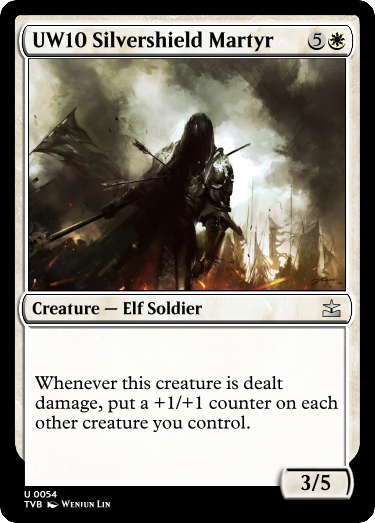 UW10 Silvershield Martyr 5
Creature — Elf Soldier
Whenever this creature is dealt
damage, put a +1/+1 counter on each
other creature you control.
3/5
U 0054
TVB Wenjun Lin